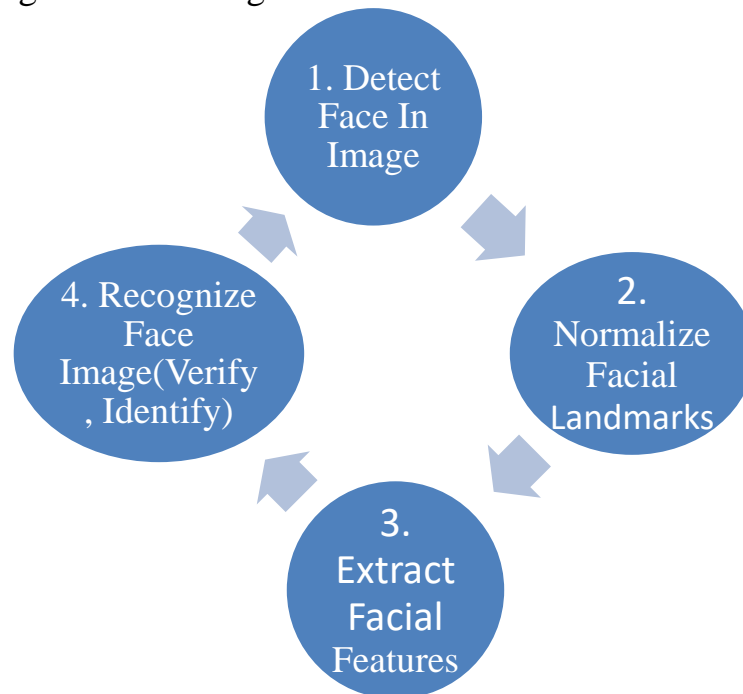 1. Detect
Face In
Image
2.
Normalize
Facial
Landmarks
3.
Extract
Facial
Features
4. Recognize
Face
Image(Verify
, Identify)